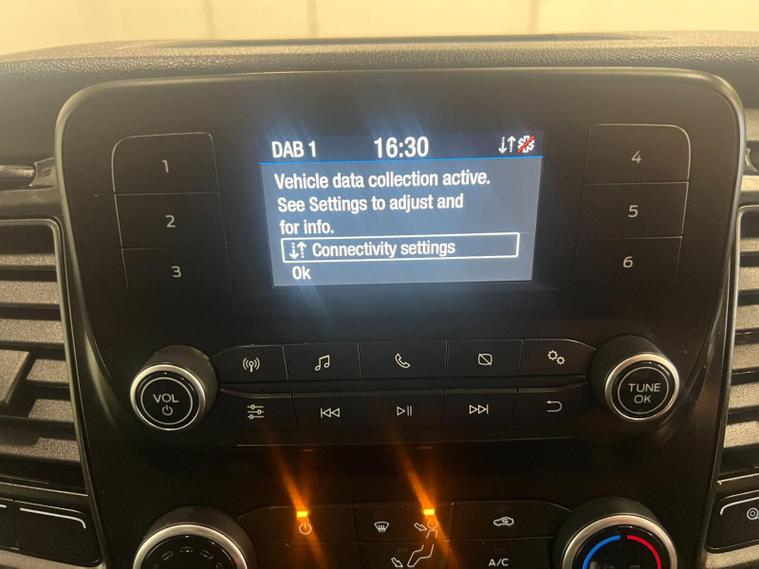 DAB 1 16:30
Vehicle data collection active.
See Settings to adjust and
for info.
Connectivity settings
Ok
1
2
3
4
5
6
VOL
TUNE
OK
A/C